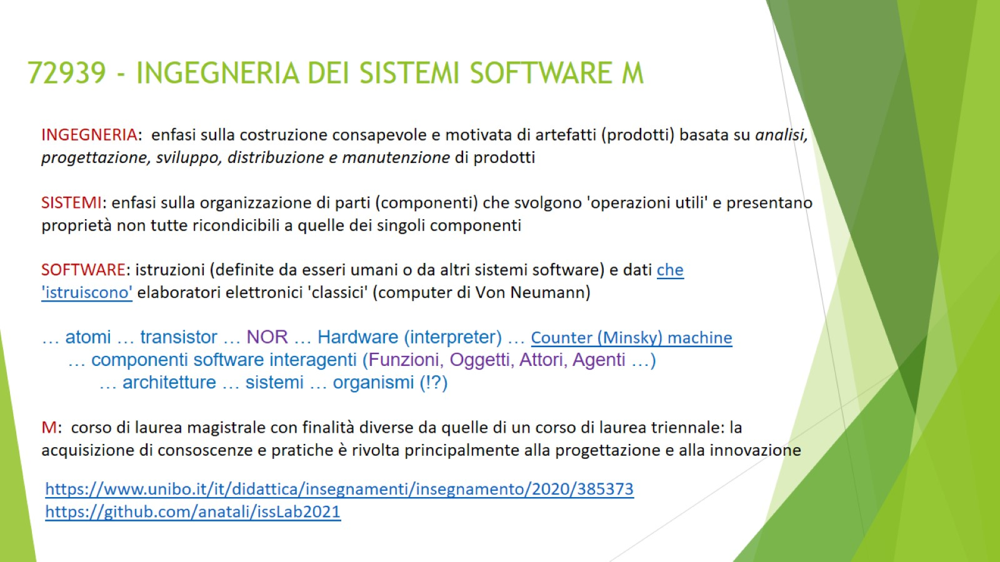 72939 - INGEGNERIA DEI SISTEMI SOFTWARE M
INGEGNERIA: enfasi sulla costruzione consapevole e motivata di artefatti (prodotti) basata su analisi,
progettazione, sviluppo, distribuzione e manutenzione di prodotti
SISTEMI: enfasi sulla organizzazione di parti (componenti) che svolgono 'operazioni utili' e presentano
proprietà non tutte ricondicibili a quelle dei singoli componenti
SOFTWARE: istruzioni (definite da esseri umani o da altri sistemi software) e dati che
'istruiscono' elaboratori elettronici 'classici' (computer di Von Neumann)
… atomi … transistor … NOR … Hardware (interpreter) … Counter (Minsky) machine
… componenti software interagenti (Funzioni, Oggetti, Attori, Agenti …)
… architetture … sistemi … organismi (!?)
M: corso di laurea magistrale con finalità diverse da quelle di un corso di laurea triennale: la
acquisizione di consoscenze e pratiche è rivolta principalmente alla progettazione e alla innovazione
https://www.unibo.it/it/didattica/insegnamenti/insegnamento/2020/385373
https://github.com/anatali/issLab2021